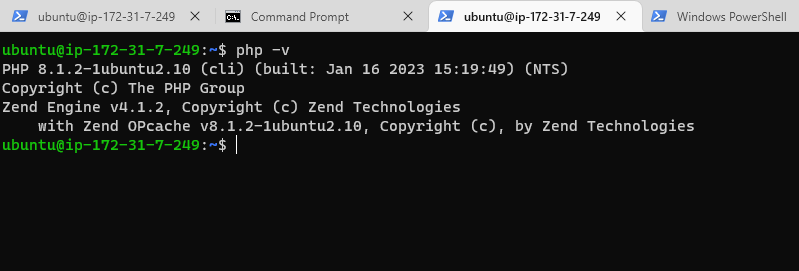 ubuntu@ip-172-31-7-249 Command Prompt ubuntu@ip-172-31-7-249 Windows PowerShell
ubuntu@ip-172-31-7-249:~$ php -v
PHP 8.1.2-1ubuntu2.10 (cli) (built: Jan 16 2023 15:19:49) (NTS)
Copyright (c) The PHP Group
Zend Engine v4.1.2, Copyright (c) Zend Technologies
    with Zend OPcache v8.1.2-1ubuntu2.10, Copyright (c), by Zend Technologies
ubuntu@ip-172-31-7-249:~$